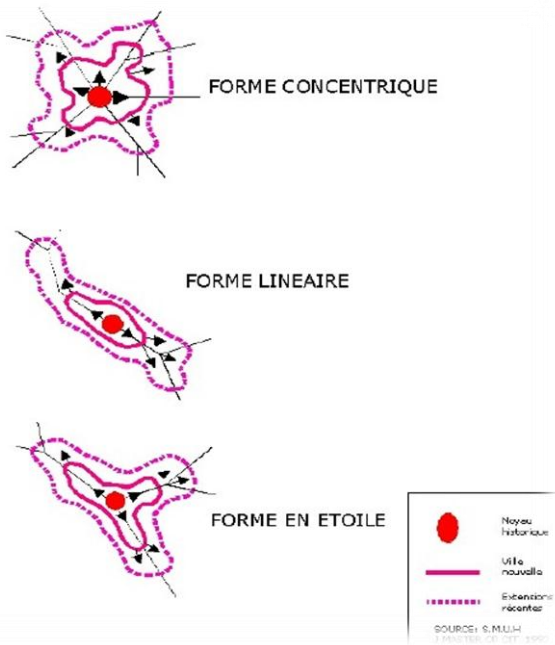 FORME CONCENTRIQUE
FORME LINEAIRE
FORME EN ETOILE
Noyau
historique
Ville
nouvelle
Extensions
récentes
SOURCE: S.M.U.H